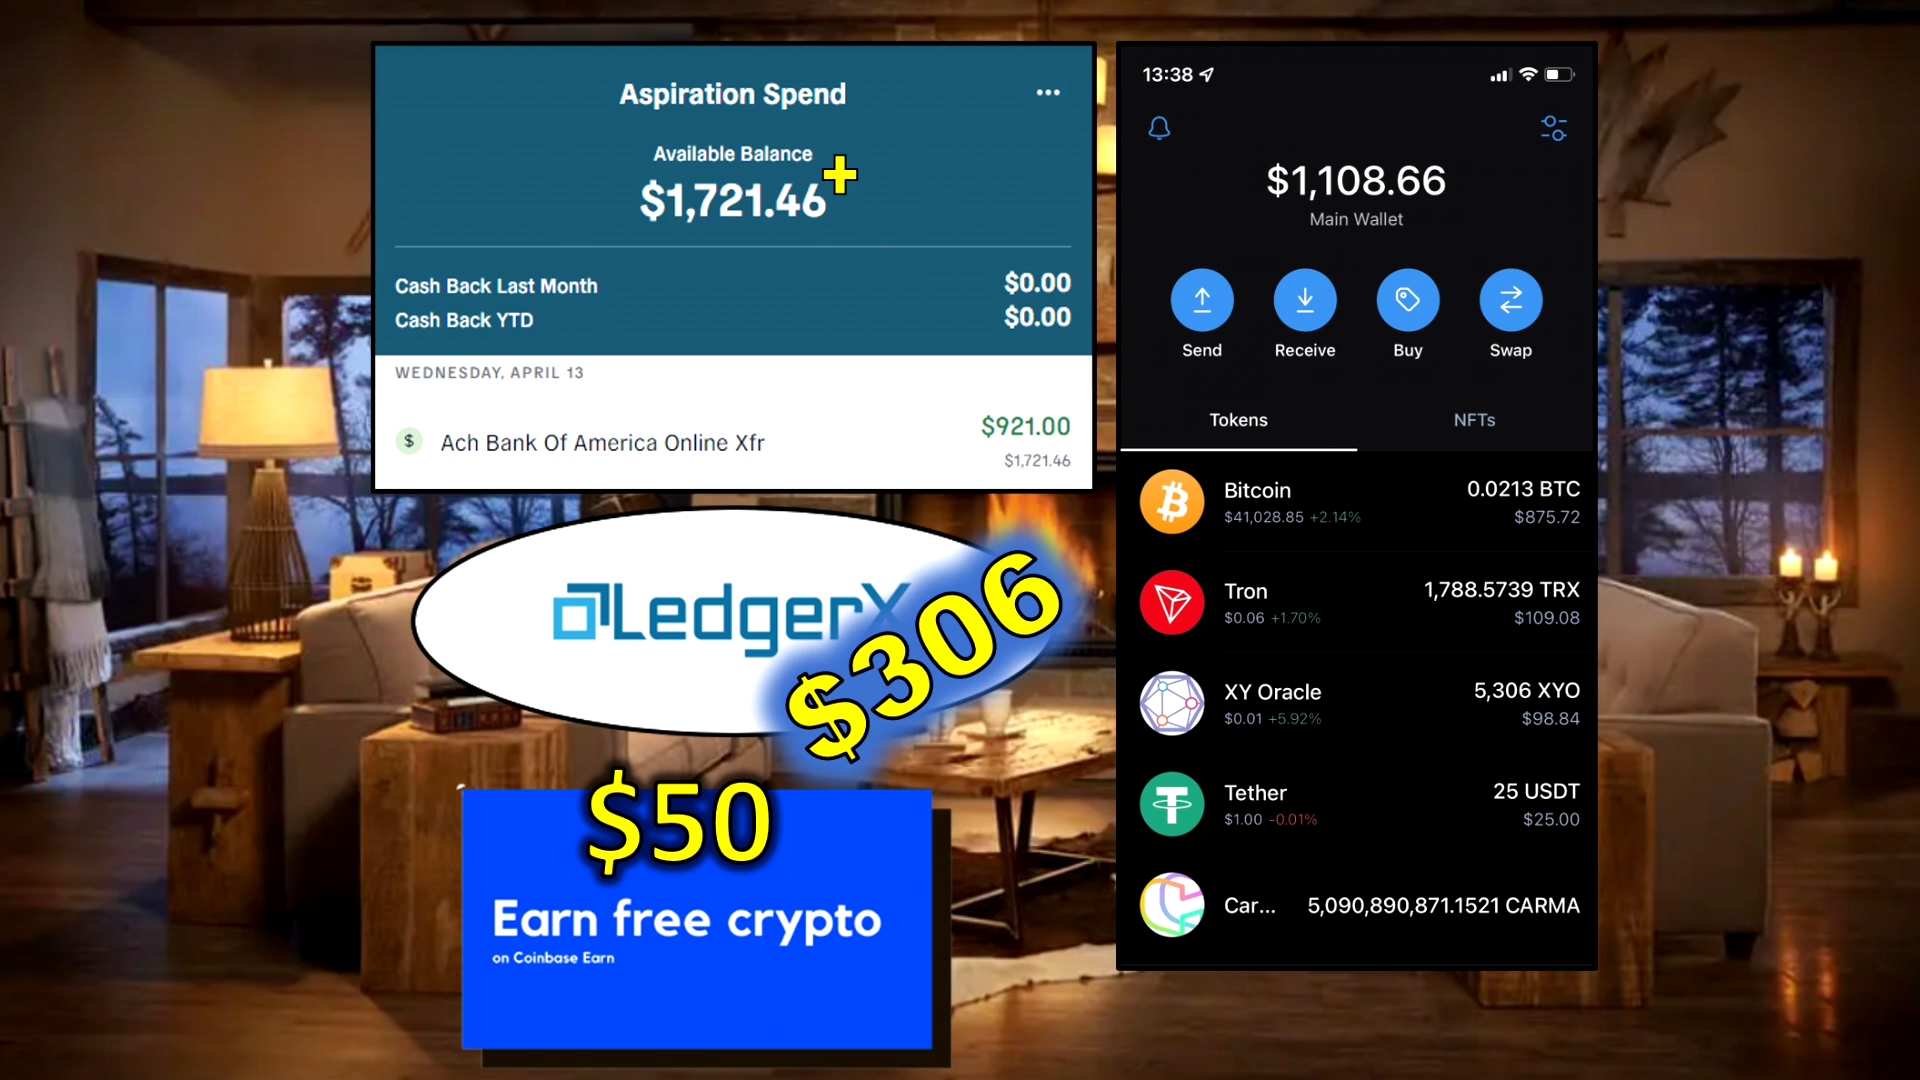 Aspiration Spend
Available Balance
$1,721.46+
Cash Back Last Month $0.00
Cash Back YTD $0.00
WEDNESDAY, APRIL 13
$ Ach Bank Of America Online Xfr $921.00
$1,721.46
LedgerX
$306
$50
Earn free crypto
on Coinbase Earn
13:38
$1,108.66
Main Wallet
Send Receive Buy Swap
Tokens NFTs
Bitcoin 0.0213 BTC
$41,028.85 +2.14% $875.72
Tron 1,788.5739 TRX
$0.06 +1.70% $109.08
XY Oracle 5,306 XYO
$0.01 +5.92% $98.84
Tether 25 USDT
$1.00 -0.01% $25.00
Car... 5,090,890,871.1521 CARMA